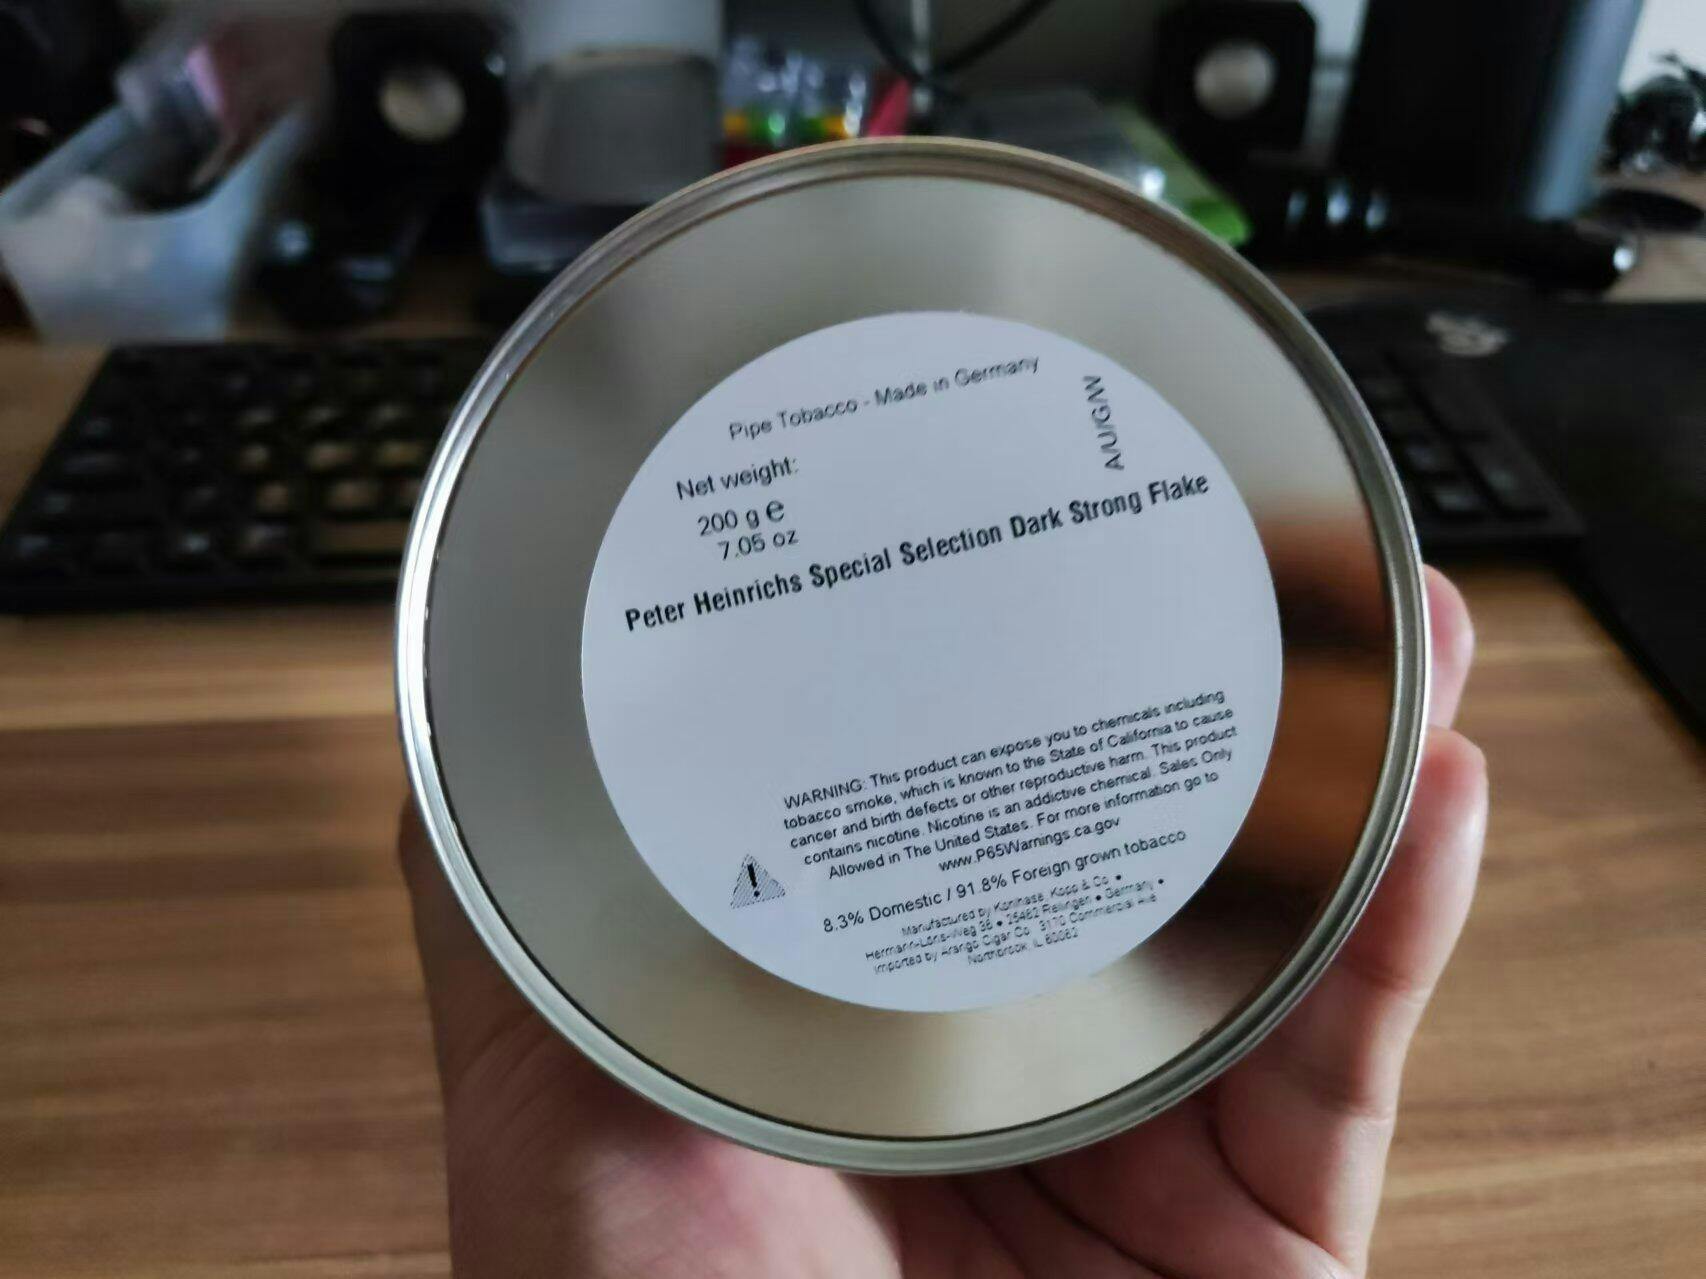 Pipe Tobacco - Made in Germany
A/U/G/W
Net weight:
200 g e
7.05 oz
Peter Heinrichs Special Selection Dark Strong Flake
WARNING: This product can expose you to chemicals including
tobacco smoke, which is known to the State of California to cause
cancer and birth defects or other reproductive harm. This product
contains nicotine. Nicotine is an addictive chemical. Sales Only
Allowed in The United States. For more information go to
www.P65Warnings.ca.gov
!
8.3% Domestic / 91.8% Foreign grown tobacco
Manufactured by Kohlhase, Kopp & Co •
Hermann-Löns-Weg 36 • 25462 Rellingen • Germany •
Imported by Arango Cigar Co 3170 Commercial Ave
Northbrook, IL 60062